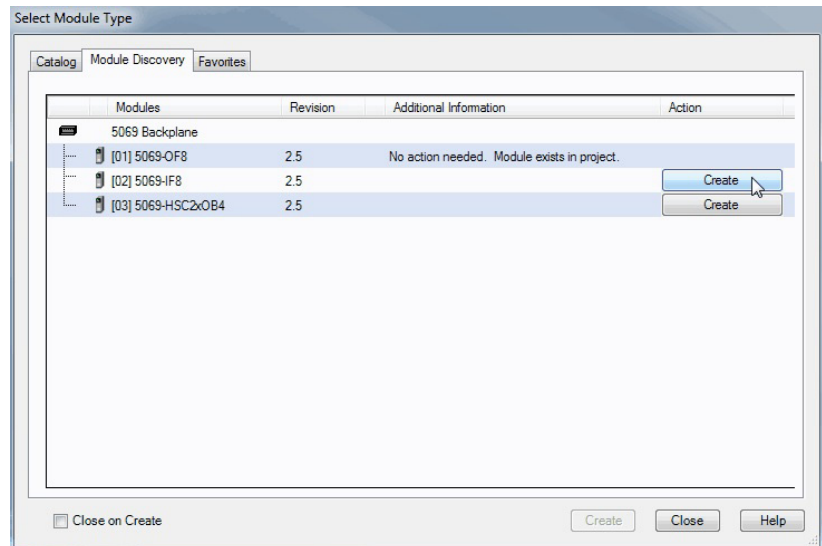 Select Module Type
Catalog Module Discovery Favorites
Modules Revision Additional Information Action
5069 Backplane
[01] 5069-OF8 2.5 No action needed. Module exists in project.
[02] 5069-IF8 2.5 Create
[03] 5069-HSC2xOB4 2.5 Create
Close on Create Create Close Help